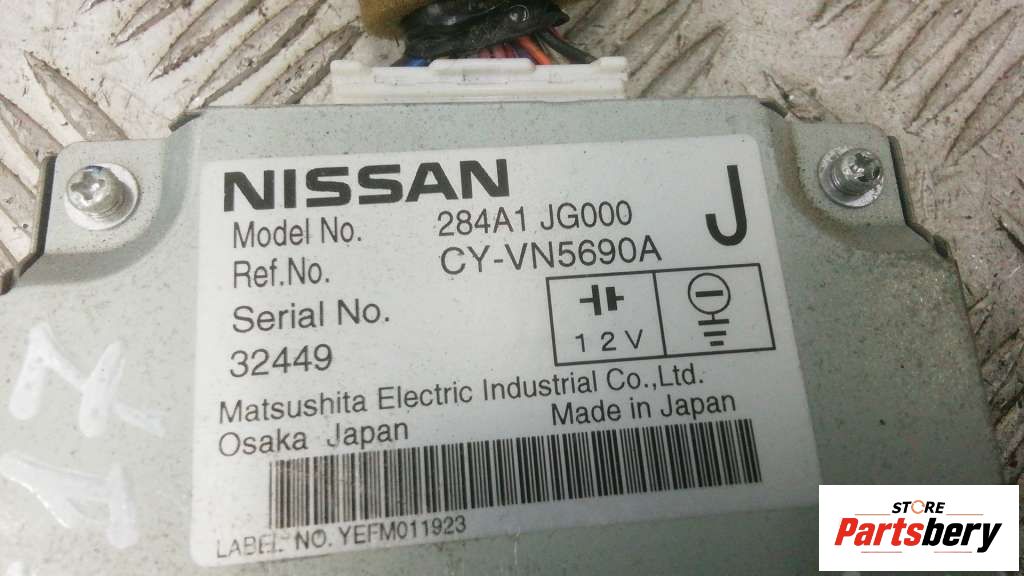 NISSAN
J
Model No. 284A1 JG000
Ref.No. CY-VN5690A
Serial No.
32449
12V
Matsushita Electric Industrial Co.,Ltd.
Osaka Japan Made in Japan
LABEL NO. YEFM011923
STORE
Partsbery